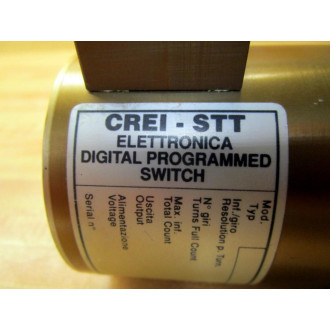 CREI - STT
ELETTRONICA
DIGITAL PROGRAMMED
SWITCH
Mod.
Typ
Inf./giro
Resolution p. Turn
N° giri
Turns Full Count
Max. inf.
Total Count
Uscita
Output
Alimentazione
Voltage
Serial n°